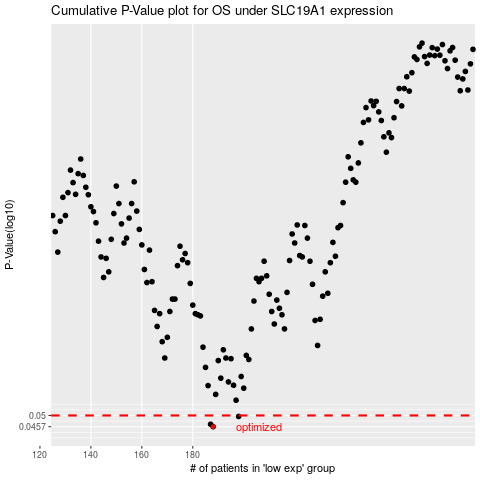 Cumulative P-Value plot for OS under SLC19A1 expression
P-Value(log10)
0.05
0.0457
optimized
120 140 160 180
# of patients in 'low exp' group